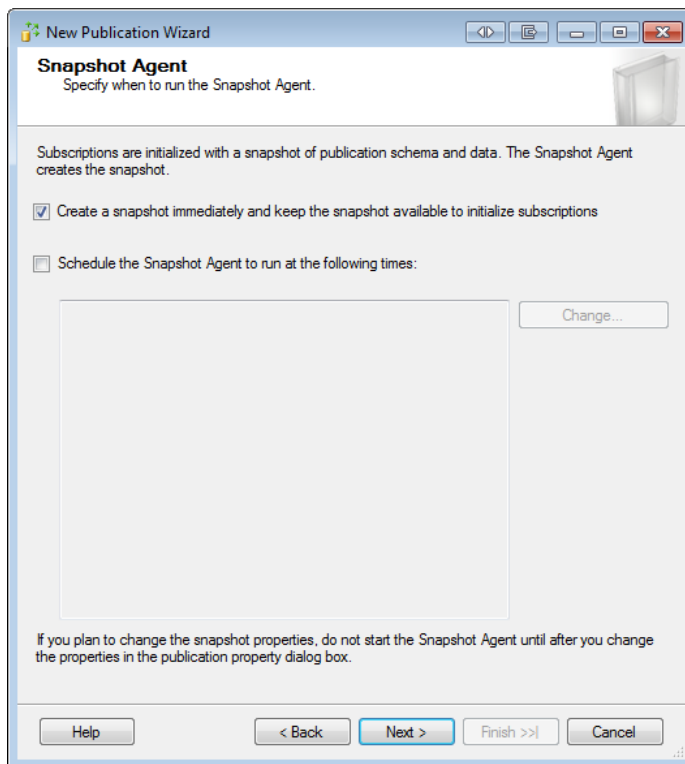 New Publication Wizard
Snapshot Agent
Specify when to run the Snapshot Agent.
Subscriptions are initialized with a snapshot of publication schema and data. The Snapshot Agent
creates the snapshot.
Create a snapshot immediately and keep the snapshot available to initialize subscriptions
Schedule the Snapshot Agent to run at the following times:
Change...
If you plan to change the snapshot properties, do not start the Snapshot Agent until after you change
the properties in the publication property dialog box.
Help
< Back
Next >
Finish >>|
Cancel